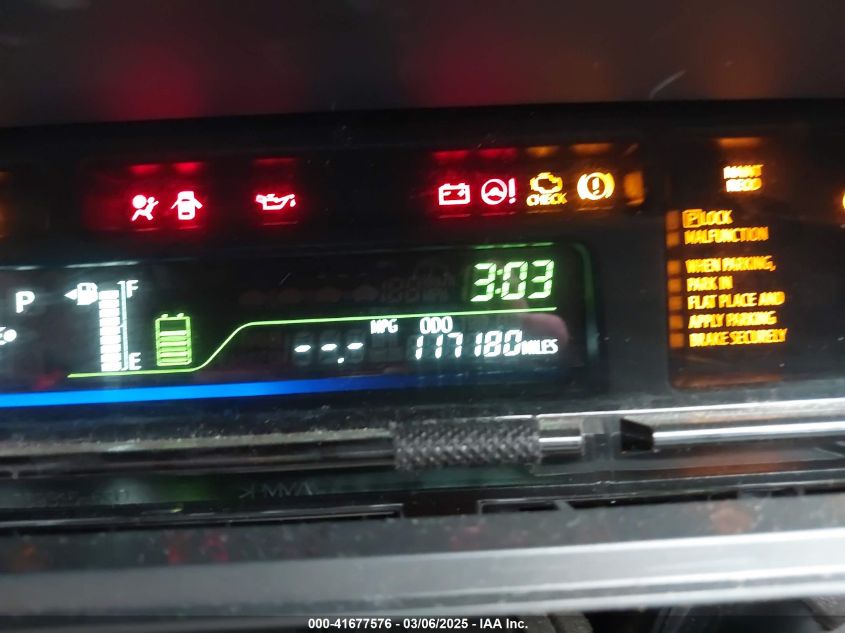 MAINT
REQD
CHECK
P LOCK
MALFUNCTION
WHEN PARKING,
PARK IN
FLAT PLACE AND
APPLY PARKING
BRAKE SECURELY
P
F
E
3:03
MPG ODO
--.- 117180 MILES
000-41677576 - 03/06/2025 - IAA Inc.